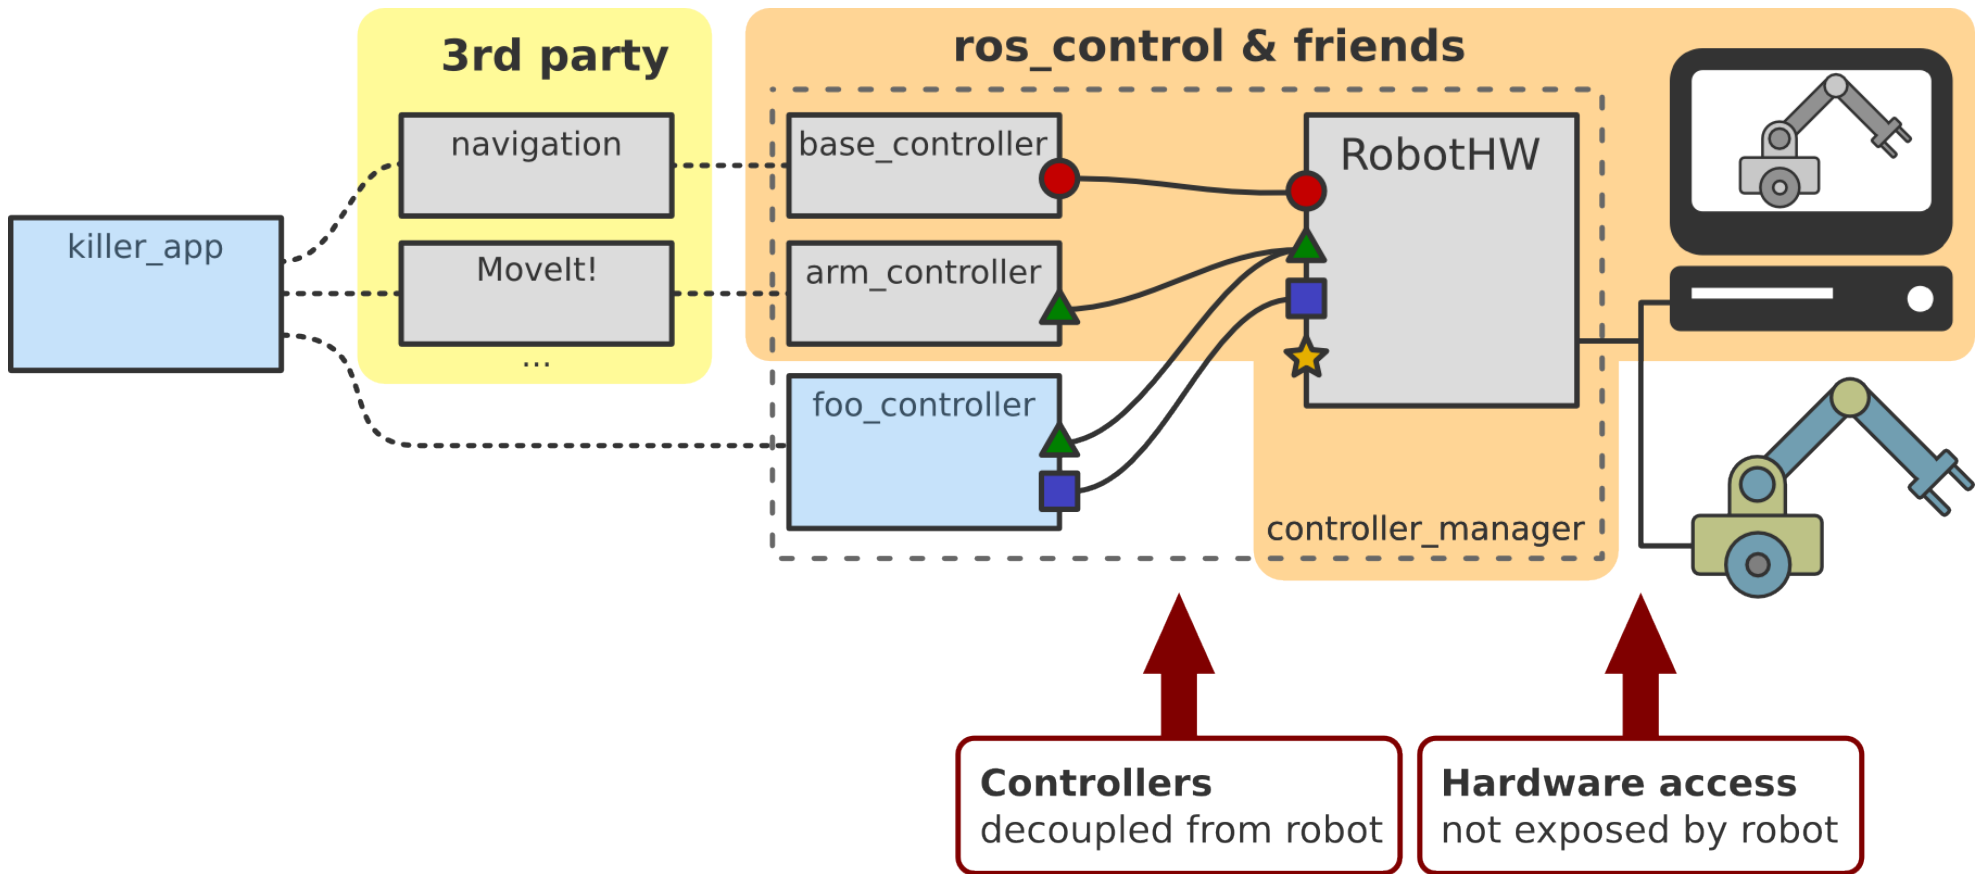 3rd party
ros_control & friends
navigation
base_controller
RobotHW
killer_app
MoveIt!
arm_controller
...
foo_controller
controller_manager
Controllers
decoupled from robot
Hardware access
not exposed by robot